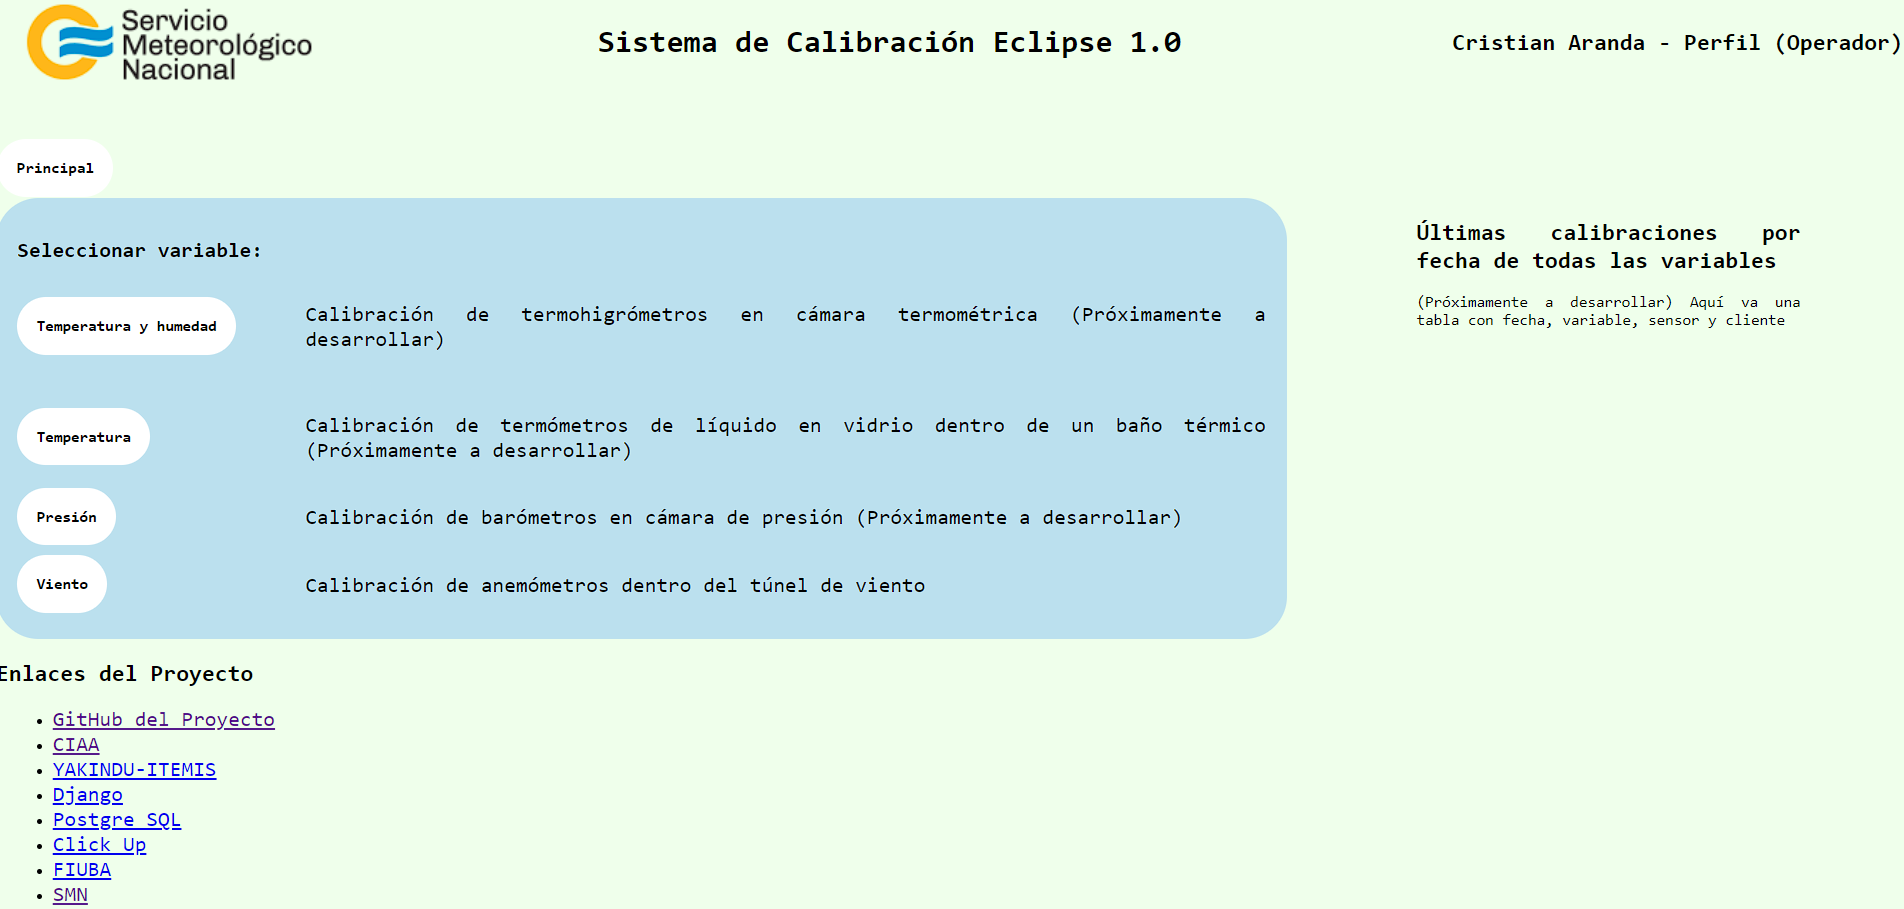 Servicio
Meteorológico
Nacional
Sistema de Calibración Eclipse 1.0
Cristian Aranda - Perfil (Operador)
Principal
Seleccionar variable:
Temperatura y humedad
Calibración de termohigrómetros en cámara termométrica (Próximamente a
desarrollar)
Temperatura
Calibración de termómetros de líquido en vidrio dentro de un baño térmico
(Próximamente a desarrollar)
Presión
Calibración de barómetros en cámara de presión (Próximamente a desarrollar)
Viento
Calibración de anemómetros dentro del túnel de viento
Últimas calibraciones por
fecha de todas las variables
(Próximamente a desarrollar) Aquí va una
tabla con fecha, variable, sensor y cliente
Enlaces del Proyecto
GitHub del Proyecto
CIAA
YAKINDU-ITEMIS
Django
Postgre SQL
Click Up
FIUBA
SMN